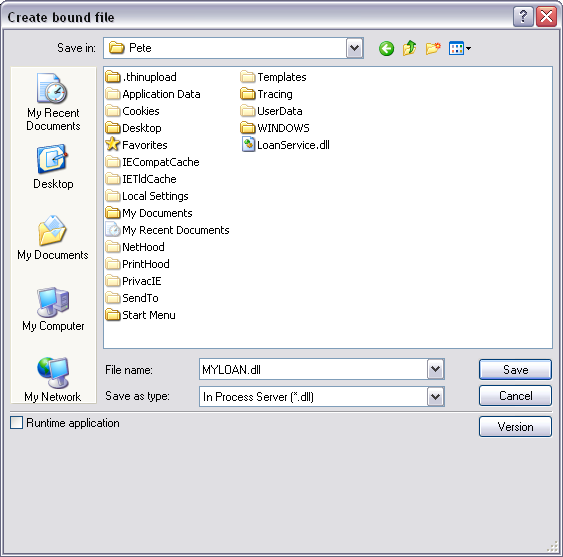 Create bound file
Save in: Pete
.thinupload
Application Data
Cookies
Desktop
Favorites
IECompatCache
IETldCache
Local Settings
My Documents
My Recent Documents
NetHood
PrintHood
PrivacIE
SendTo
Start Menu
Templates
Tracing
UserData
WINDOWS
LoanService.dll
My Recent
Documents
Desktop
My Documents
My Computer
My Network
File name: MYLOAN.dll Save
Save as type: In Process Server (*.dll) Cancel
Runtime application Version